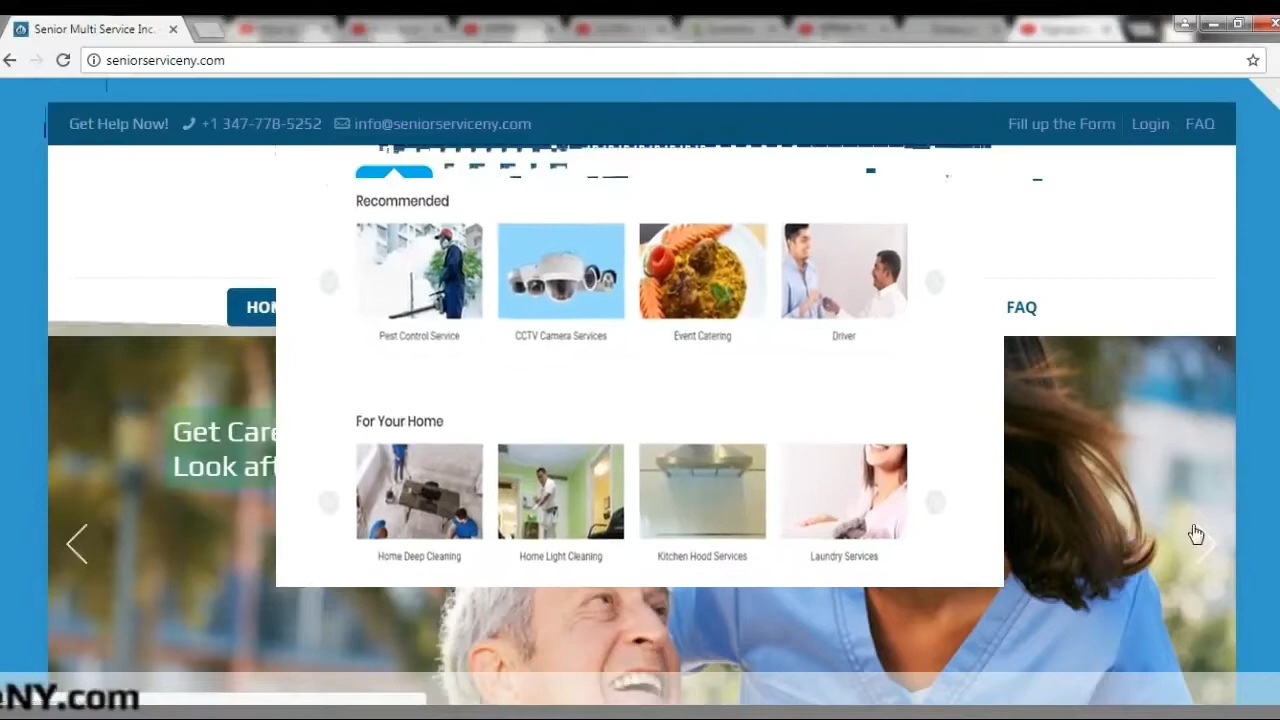 Senior Multi Service Inc.
seniorserviceny.com
Get Help Now! +1 347-778-5252 info@seniorserviceny.com Fill up the Form Login FAQ
Recommended
Pest Control Service CCTV Camera Services Event Catering Driver
HO FAQ
For Your Home
Get Care
Look aft
Home Deep Cleaning Home Light Cleaning Kitchen Hood Services Laundry Services
eNY.com